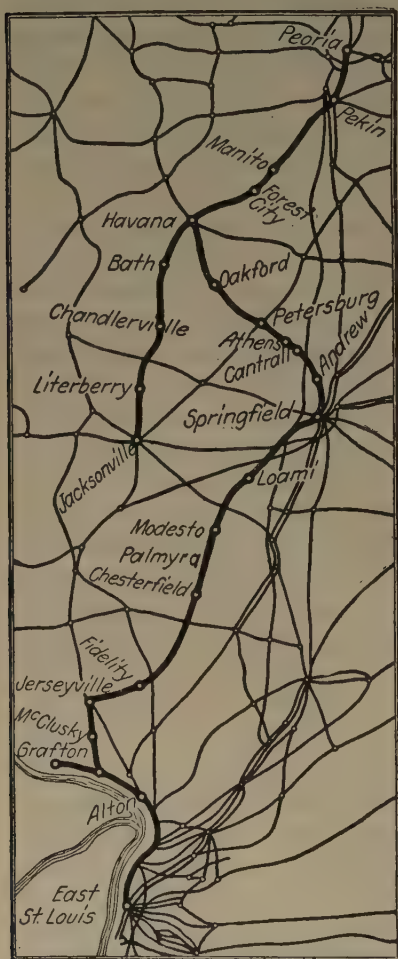 Peoria
Pekin
Manito
Forest
City
Havana
Bath
Oakford
Chandlerville
Petersburg
Athens
Cantrall
Andrew
Literberry
Springfield
Jacksonville
Loami
Modesto
Palmyra
Chesterfield
Fidelity
Jerseyville
McClusky
Grafton
Alton
East
St. Louis